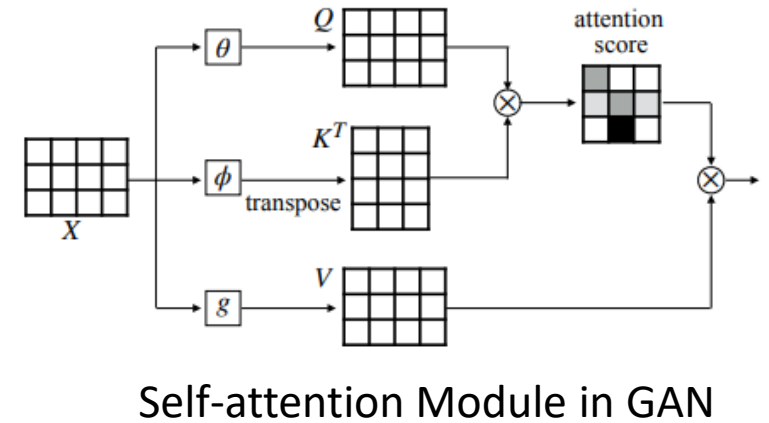 Q
attention
score
θ
K^T
ϕ
transpose
X
V
g
Self-attention Module in GAN